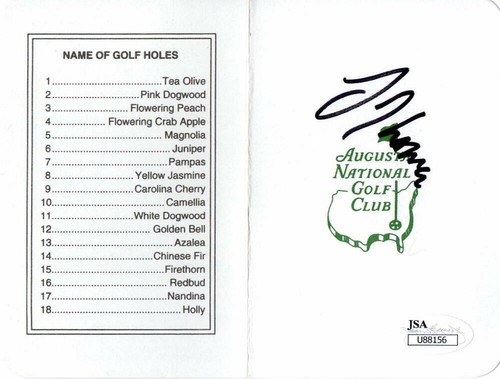 NAME OF GOLF HOLES
1..............................Tea Olive
2........................Pink Dogwood
3.....................Flowering Peach
4...............Flowering Crab Apple
5..............................Magnolia
6................................Juniper
7...............................Pampas
8......................Yellow Jasmine
9......................Carolina Cherry
10............................Camellia
11....................White Dogwood
12.........................Golden Bell
13...............................Azalea
14..........................Chinese Fir
15............................Firethorn
16.............................Redbud
17.............................Nandina
18..................................Holly
AUGUSTA
NATIONAL
GOLF
CLUB
JSA
U88156